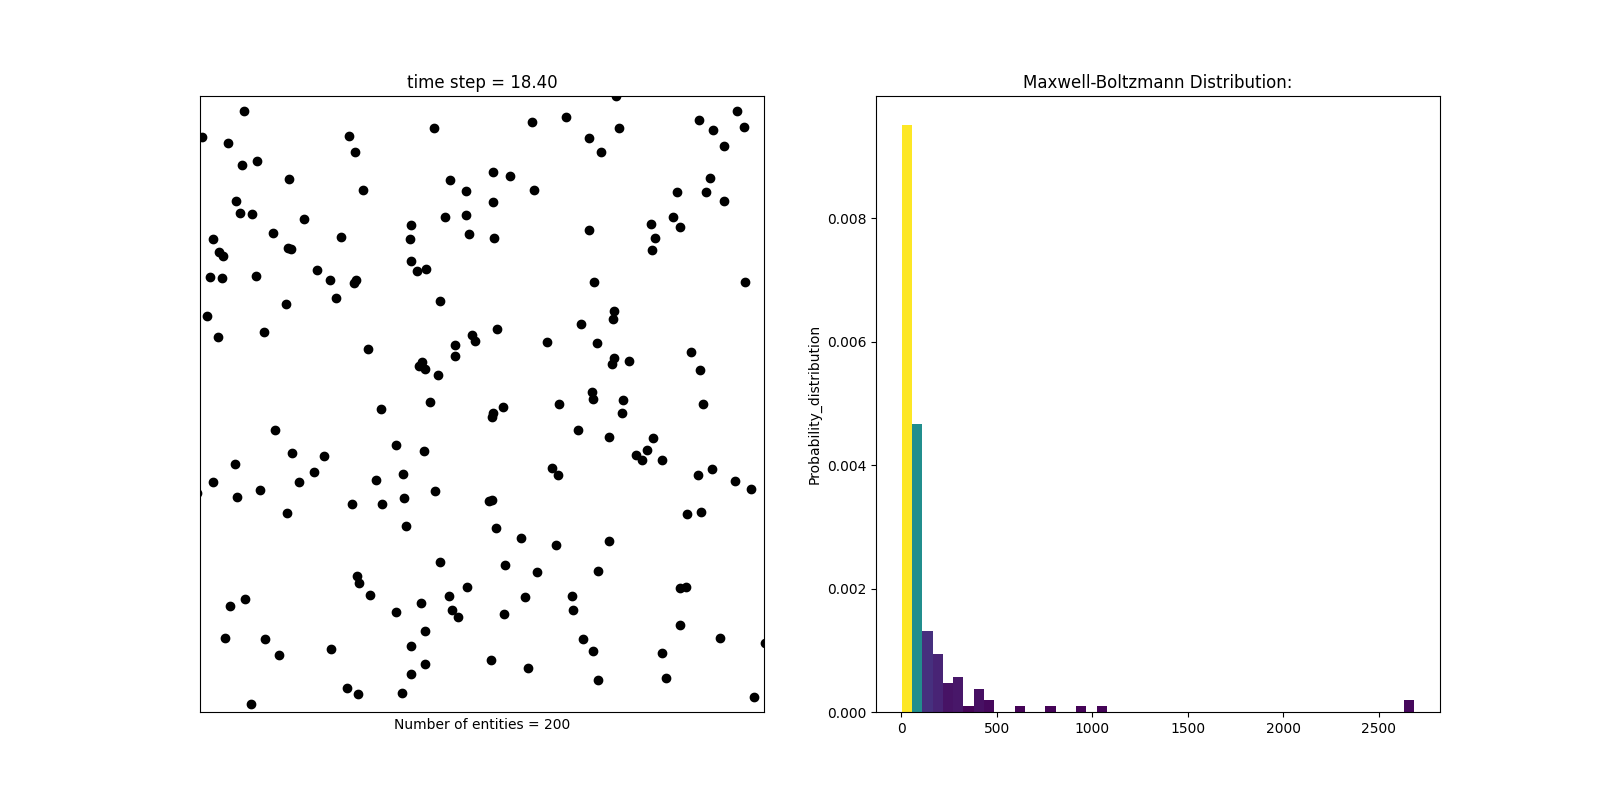 time step = 18.40
Number of entities = 200
Maxwell-Boltzmann Distribution:
Probability_distribution
0.008
0.006
0.004
0.002
0.000
0 500 1000 1500 2000 2500